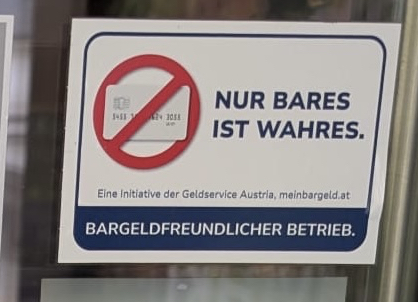 NUR BARES
IST WAHRES.
Eine Initiative der Geldservice Austria, meinbargeld.at
BARGELDFREUNDLICHER BETRIEB.